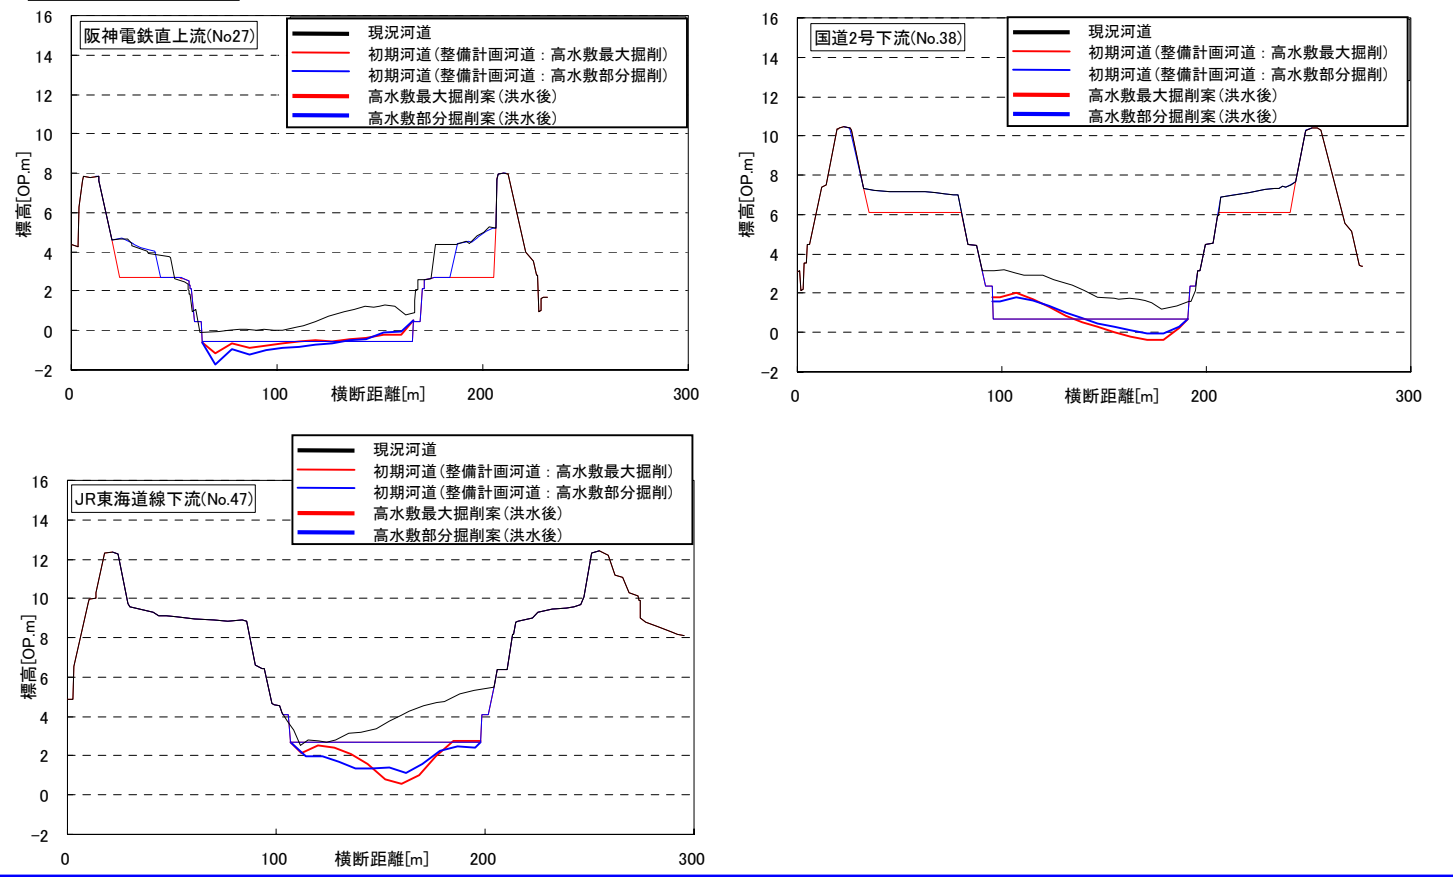 阪神電鉄直上流(No27)
現況河道
初期河道(整備計画河道：高水敷最大掘削)
初期河道(整備計画河道：高水敷部分掘削)
高水敷最大掘削案(洪水後)
高水敷部分掘削案(洪水後)
16
14
12
10
8
6
4
2
0
-2
標高[OP.m]
0
100
200
300
横断距離[m]
国道2号下流(No.38)
現況河道
初期河道(整備計画河道：高水敷最大掘削)
初期河道(整備計画河道：高水敷部分掘削)
高水敷最大掘削案(洪水後)
高水敷部分掘削案(洪水後)
16
14
12
10
8
6
4
2
0
-2
標高[OP.m]
0
100
200
300
横断距離[m]
JR東海道線下流(No.47)
現況河道
初期河道(整備計画河道：高水敷最大掘削)
初期河道(整備計画河道：高水敷部分掘削)
高水敷最大掘削案(洪水後)
高水敷部分掘削案(洪水後)
16
14
12
10
8
6
4
2
0
-2
標高[OP.m]
0
100
200
300
横断距離[m]